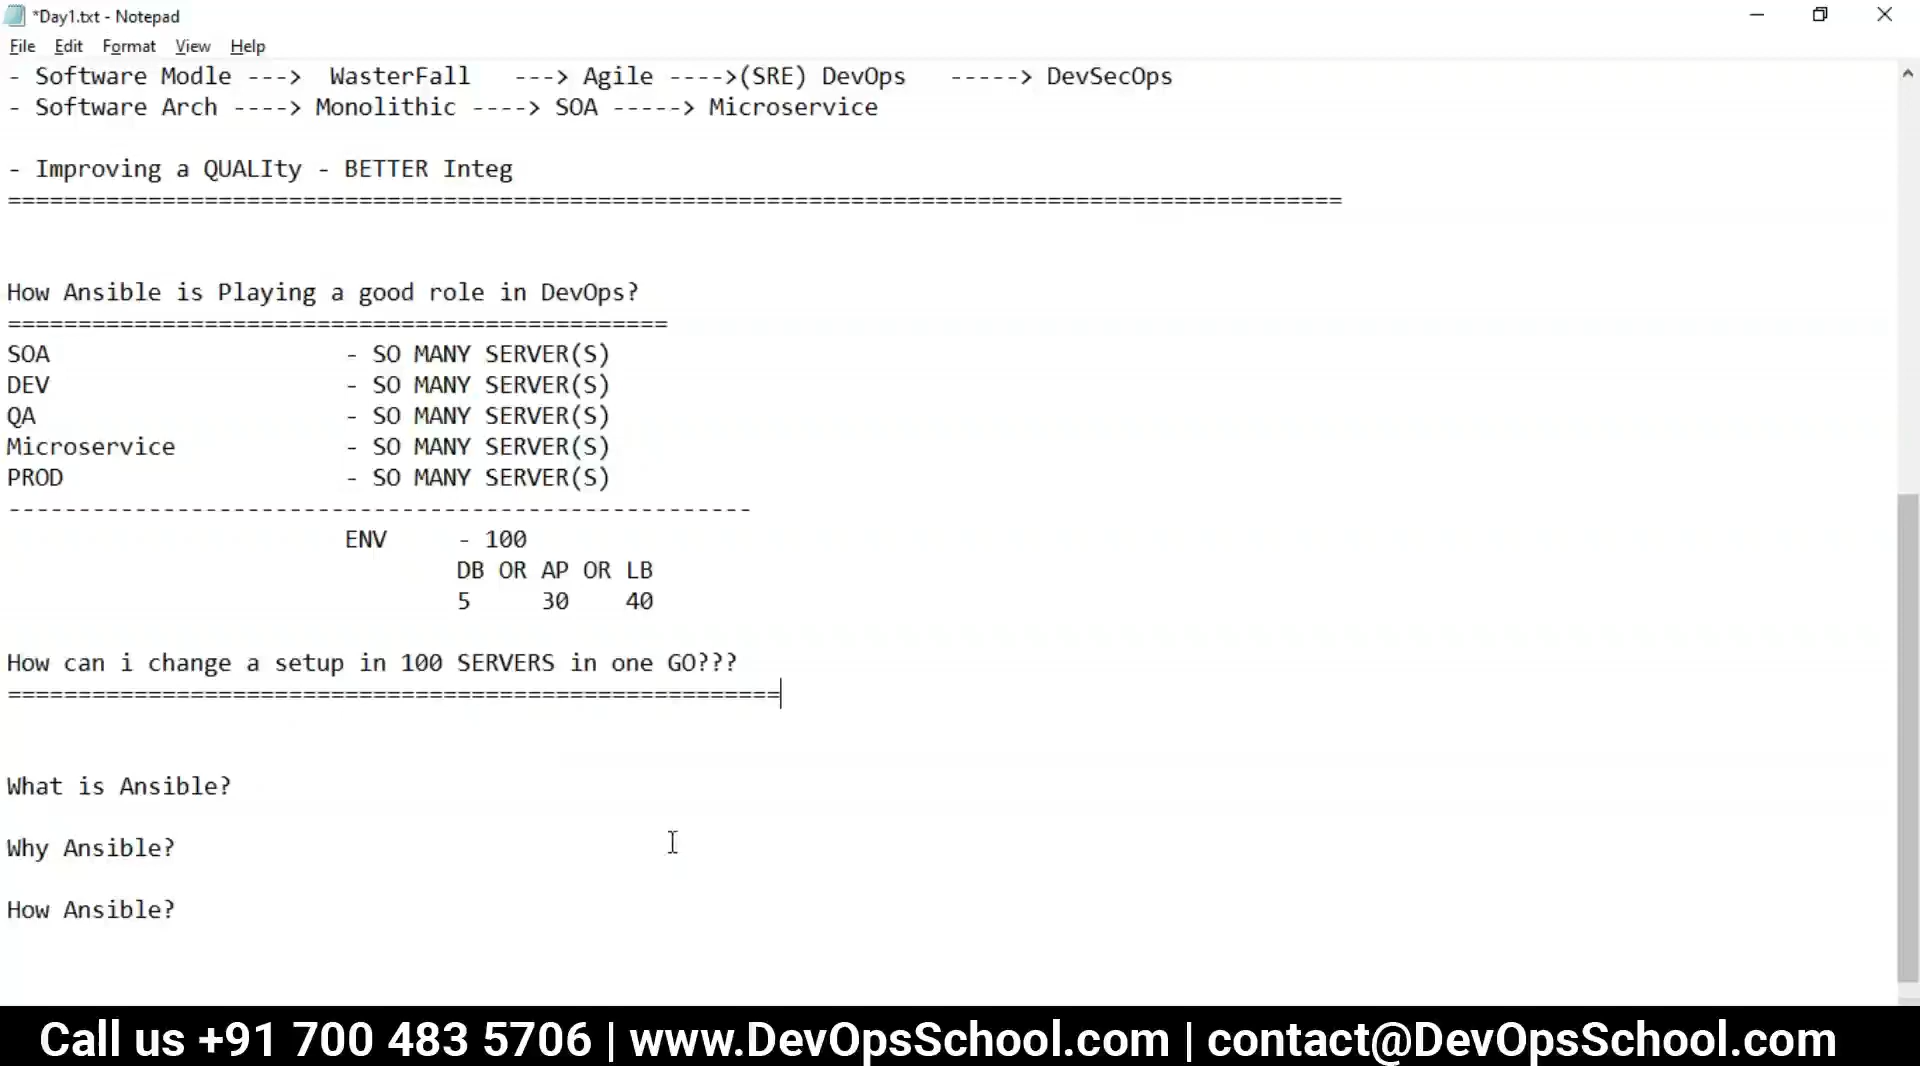 *Day1.txt - Notepad
File Edit Format View Help
- Software Modle ---> WasterFall ---> Agile ---->(SRE) DevOps -----> DevSecOps
- Software Arch ----> Monolithic ----> SOA -----> Microservice
- Improving a QUALIty - BETTER Integ
===============================================================================================
How Ansible is Playing a good role in DevOps?
===============================================
SOA - SO MANY SERVER(S)
DEV - SO MANY SERVER(S)
QA - SO MANY SERVER(S)
Microservice - SO MANY SERVER(S)
PROD - SO MANY SERVER(S)
-----------------------------------------------------
ENV - 100
DB OR AP OR LB
5 30 40
How can i change a setup in 100 SERVERS in one GO???
=======================================================
What is Ansible?
Why Ansible?
How Ansible?
Call us +91 700 483 5706 | www.DevOpsSchool.com | contact@DevOpsSchool.com